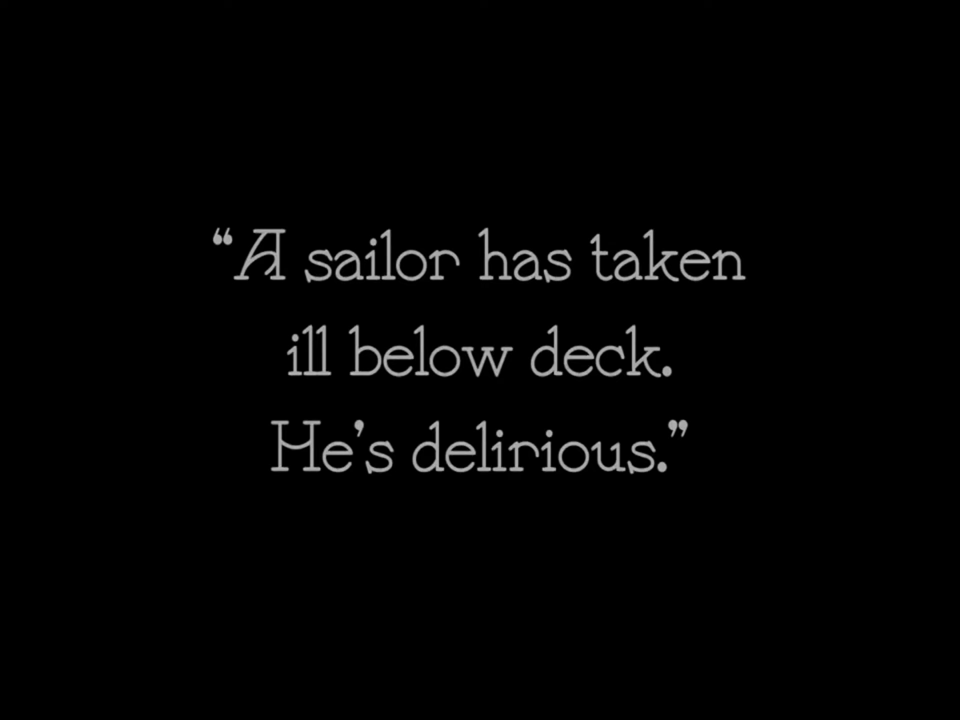 “A sailor has taken
ill below deck.
He’s delirious.”